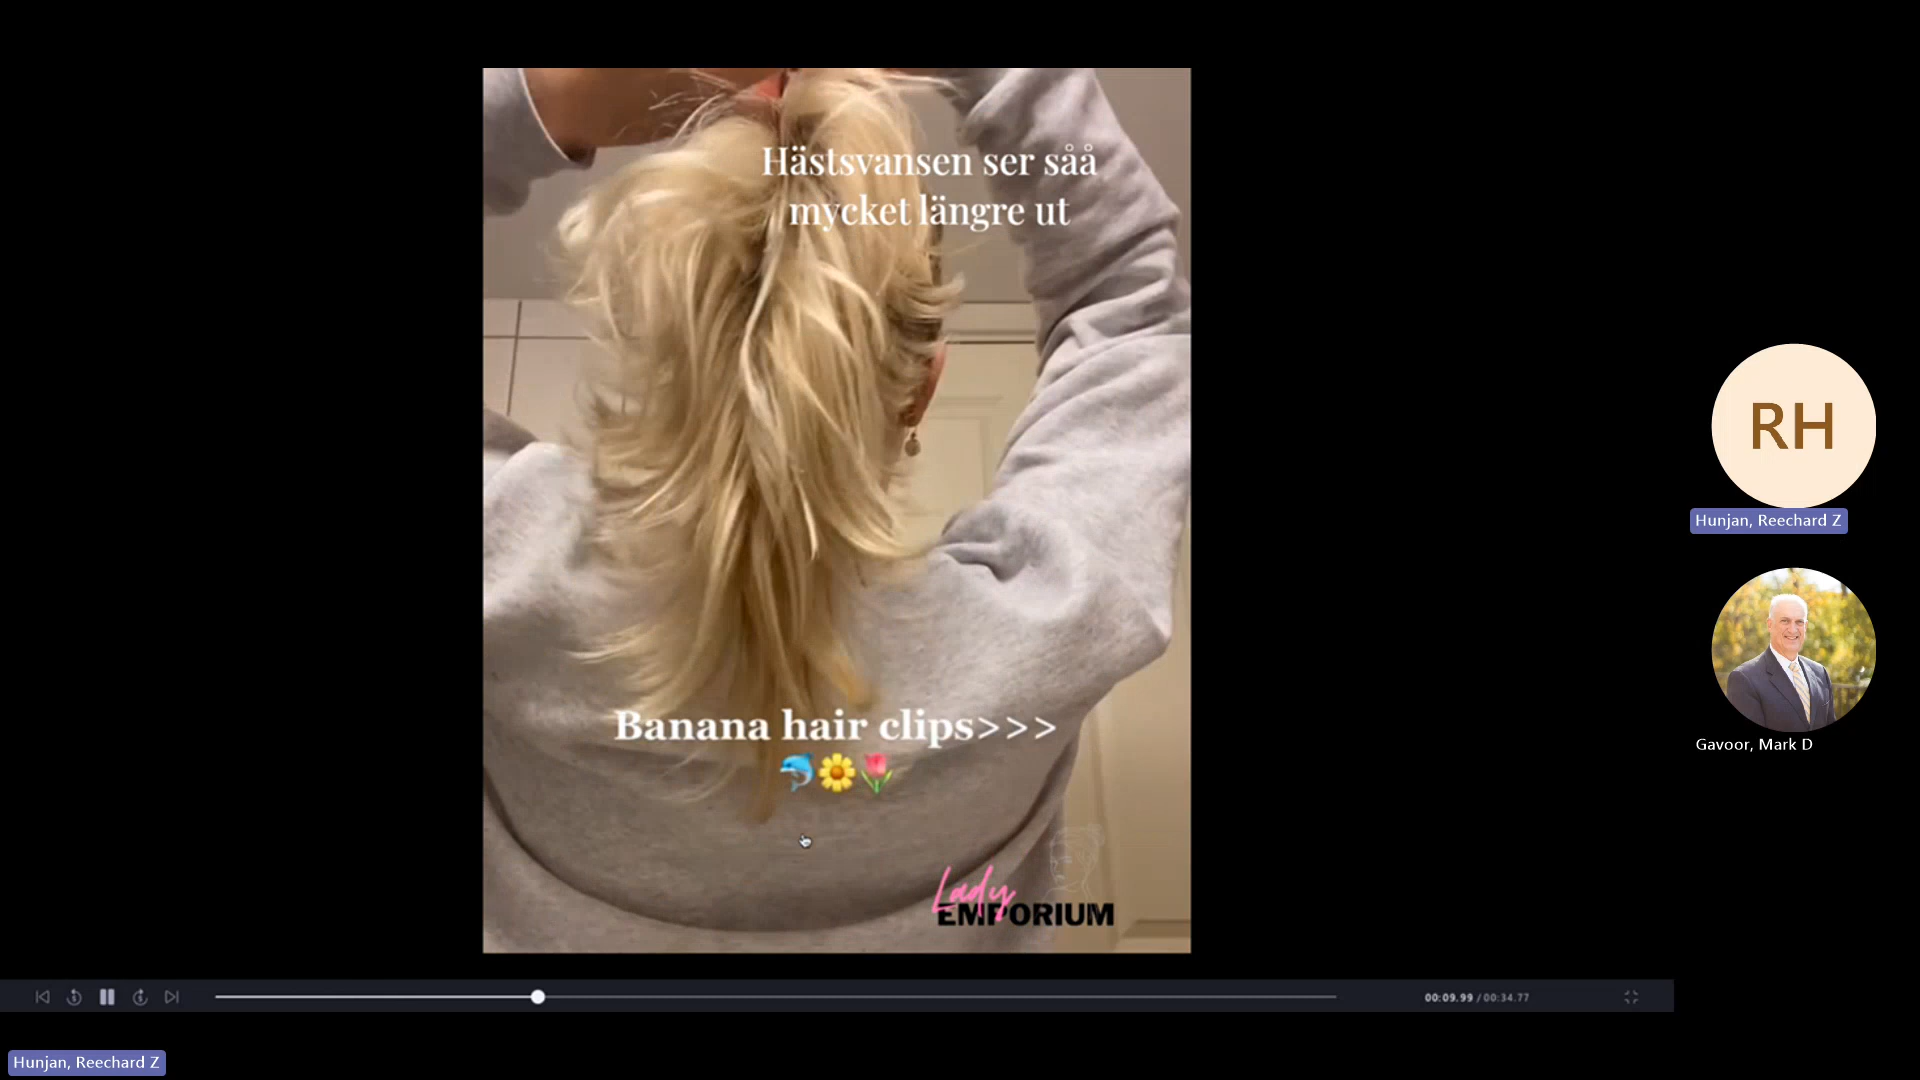 Hästsvansen ser såå
mycket längre ut
Banana hair clips>>>
Lady
EMPORIUM
RH
Hunjan, Reechard Z
Gavoor, Mark D
00:09.99 / 00:34.77
Hunjan, Reechard Z